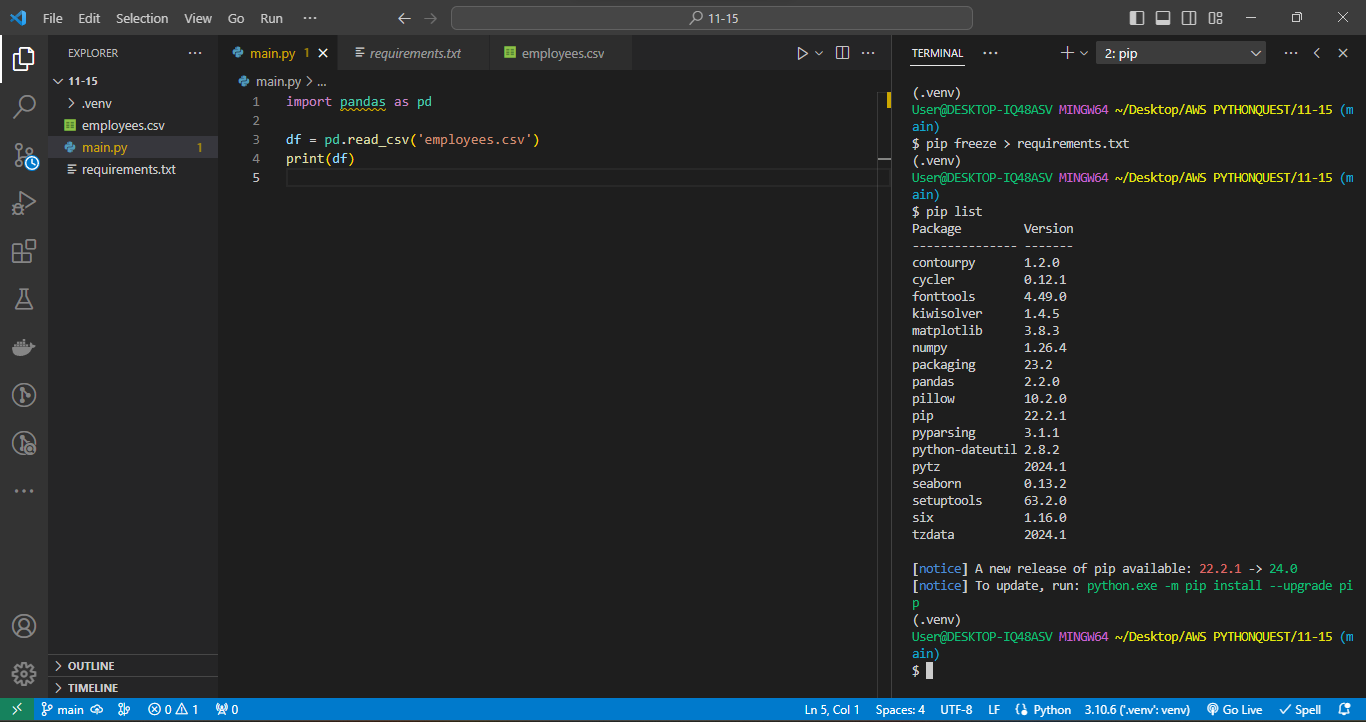 File Edit Selection View Go Run ··· 11-15
EXPLORER ···
11-15
.venv
employees.csv
main.py 1
requirements.txt
OUTLINE
TIMELINE
main.py 1 requirements.txt employees.csv
main.py > ...
1 import pandas as pd
2
3 df = pd.read_csv('employees.csv')
4 print(df)
5
TERMINAL ··· 2: pip ···
(.venv)
User@DESKTOP-IQ48ASV MINGW64 ~/Desktop/AWS PYTHONQUEST/11-15 (m
ain)
$ pip freeze > requirements.txt
(.venv)
User@DESKTOP-IQ48ASV MINGW64 ~/Desktop/AWS PYTHONQUEST/11-15 (m
ain)
$ pip list
Package Version
--------------- -------
contourpy 1.2.0
cycler 0.12.1
fonttools 4.49.0
kiwisolver 1.4.5
matplotlib 3.8.3
numpy 1.26.4
packaging 23.2
pandas 2.2.0
pillow 10.2.0
pip 22.2.1
pyparsing 3.1.1
python-dateutil 2.8.2
pytz 2024.1
seaborn 0.13.2
setuptools 63.2.0
six 1.16.0
tzdata 2024.1
[notice] A new release of pip available: 22.2.1 -> 24.0
[notice] To update, run: python.exe -m pip install --upgrade pi
p
(.venv)
User@DESKTOP-IQ48ASV MINGW64 ~/Desktop/AWS PYTHONQUEST/11-15 (m
ain)
$
main 0 1 0 Ln 5, Col 1 Spaces: 4 UTF-8 LF Python 3.10.6 ('.venv': venv) Go Live Spell